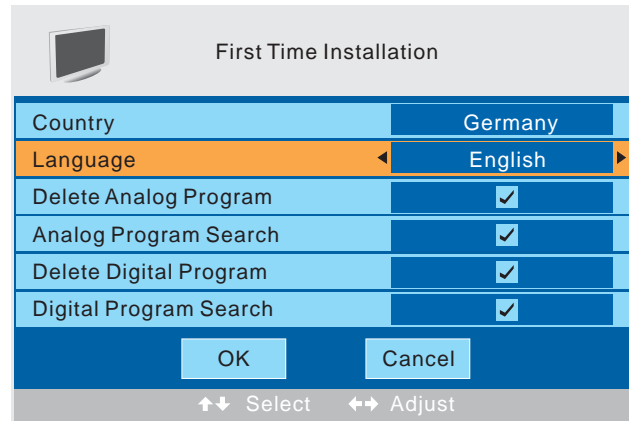 First Time Installation
Country Germany
Language English
Delete Analog Program
Analog Program Search
Delete Digital Program
Digital Program Search
OK Cancel
Select Adjust